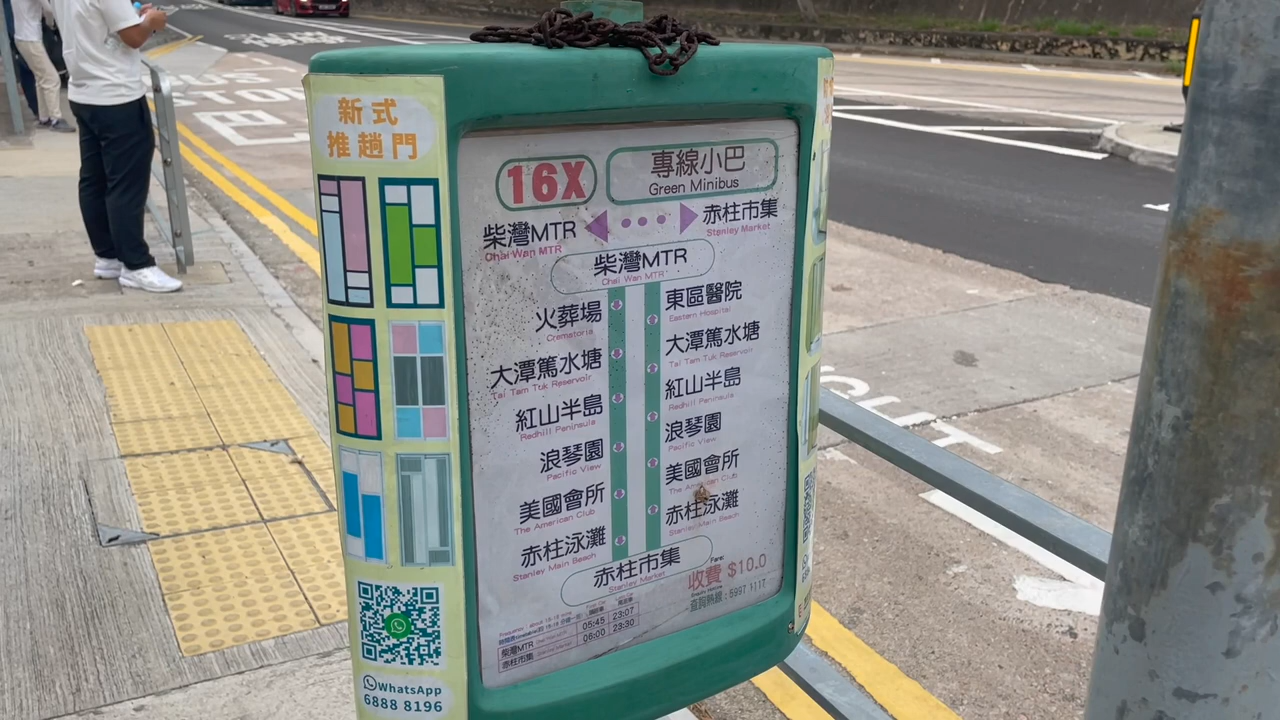 新式
推趟門
WhatsApp
6888 8196
16X
專線小巴
Green Minibus
柴灣MTR
Chai Wan MTR
赤柱市集
Stanley Market
柴灣MTR
Chai Wan MTR
火葬場
Crematoria
大潭篤水塘
Tai Tam Tuk Reservoir
紅山半島
Redhill Peninsula
浪琴園
Pacific View
美國會所
The American Club
赤柱泳灘
Stanley Main Beach
東區醫院
Eastern Hospital
大潭篤水塘
Tai Tam Tuk Reservoir
紅山半島
Redhill Peninsula
浪琴園
Pacific View
美國會所
The American Club
赤柱泳灘
Stanley Main Beach
赤柱市集
Stanley Market
Fare:
收費 $10.0
柴灣MTR 05:45 23:07
赤柱市集 06:00 23:30
BUS
STOP